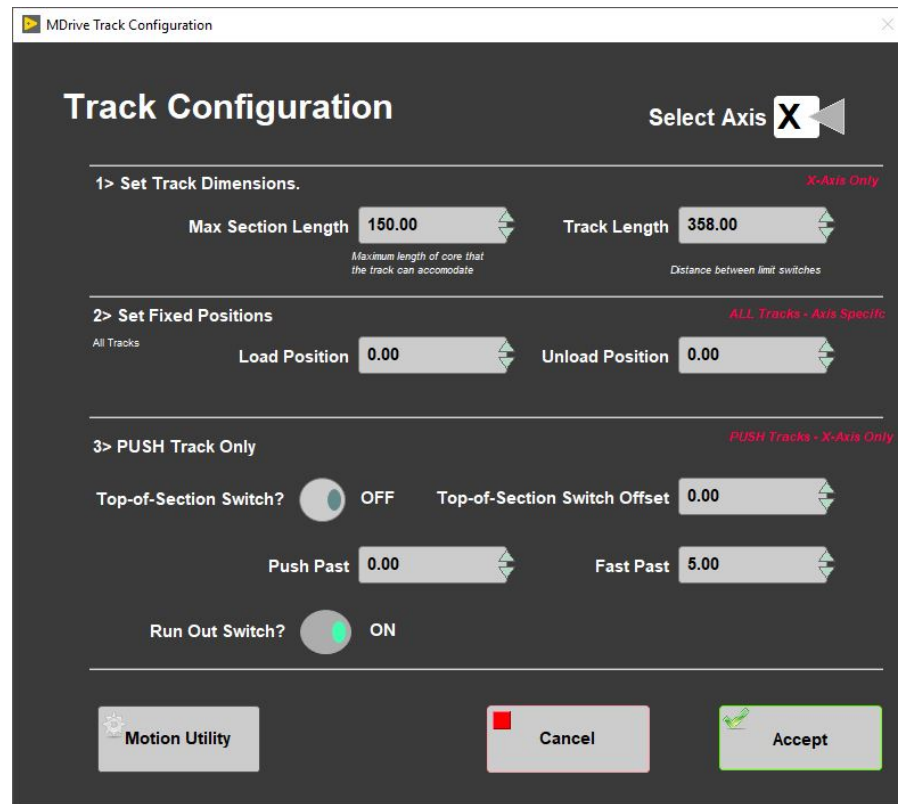 MDrive Track Configuration
Track Configuration
Select Axis X
1> Set Track Dimensions.
X-Axis Only
Max Section Length 150.00
Track Length 358.00
Maximum length of core that
the track can accomodate
Distance between limit switches
2> Set Fixed Positions
ALL Tracks - Axis Specifc
All Tracks
Load Position 0.00
Unload Position 0.00
3> PUSH Track Only
PUSH Tracks - X-Axis Only
Top-of-Section Switch? OFF
Top-of-Section Switch Offset 0.00
Push Past 0.00
Fast Past 5.00
Run Out Switch? ON
Motion Utility
Cancel
Accept